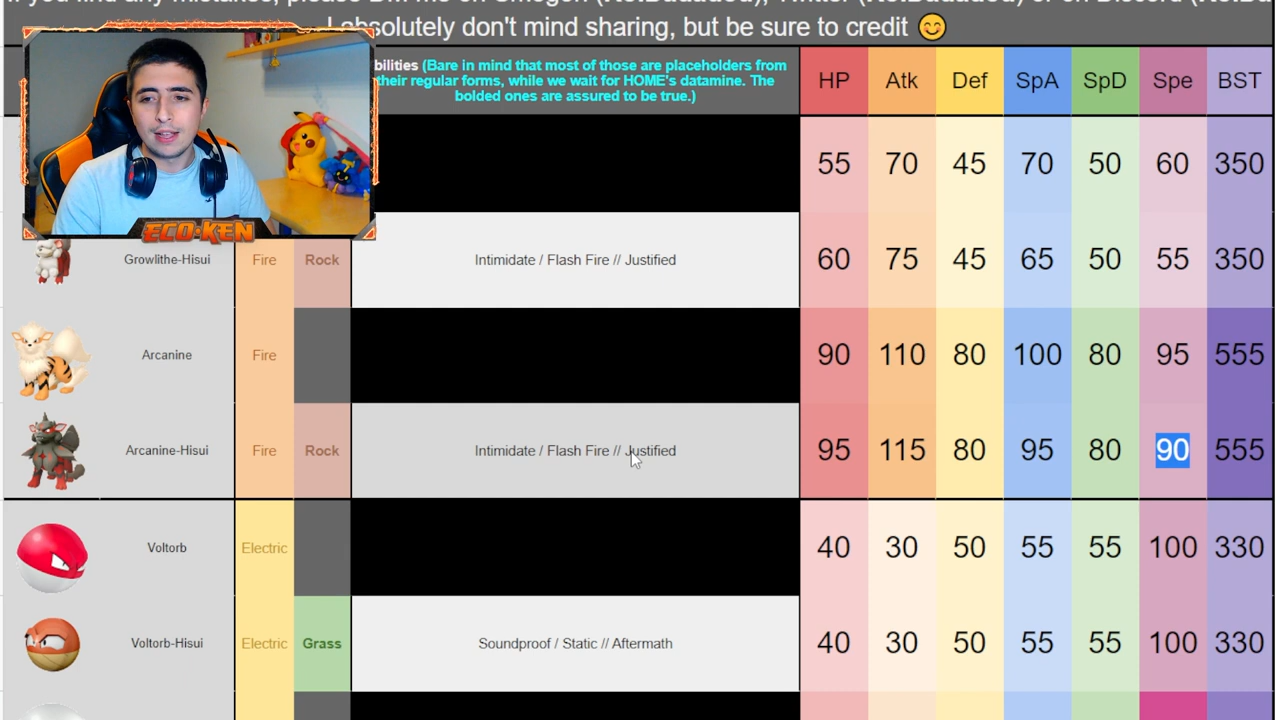 I absolutely don't mind sharing, but be sure to credit 😊
bilities (Bare in mind that most of those are placeholders from
their regular forms, while we wait for HOME's datamine. The
bolded ones are assured to be true.)
HP Atk Def SpA SpD Spe BST
55 70 45 70 50 60 350
ECO-KEN
Growlithe-Hisui Fire Rock Intimidate / Flash Fire // Justified 60 75 45 65 50 55 350
Arcanine Fire 90 110 80 100 80 95 555
Arcanine-Hisui Fire Rock Intimidate / Flash Fire // Justified 95 115 80 95 80 90 555
Voltorb Electric 40 30 50 55 55 100 330
Voltorb-Hisui Electric Grass Soundproof / Static // Aftermath 40 30 50 55 55 100 330